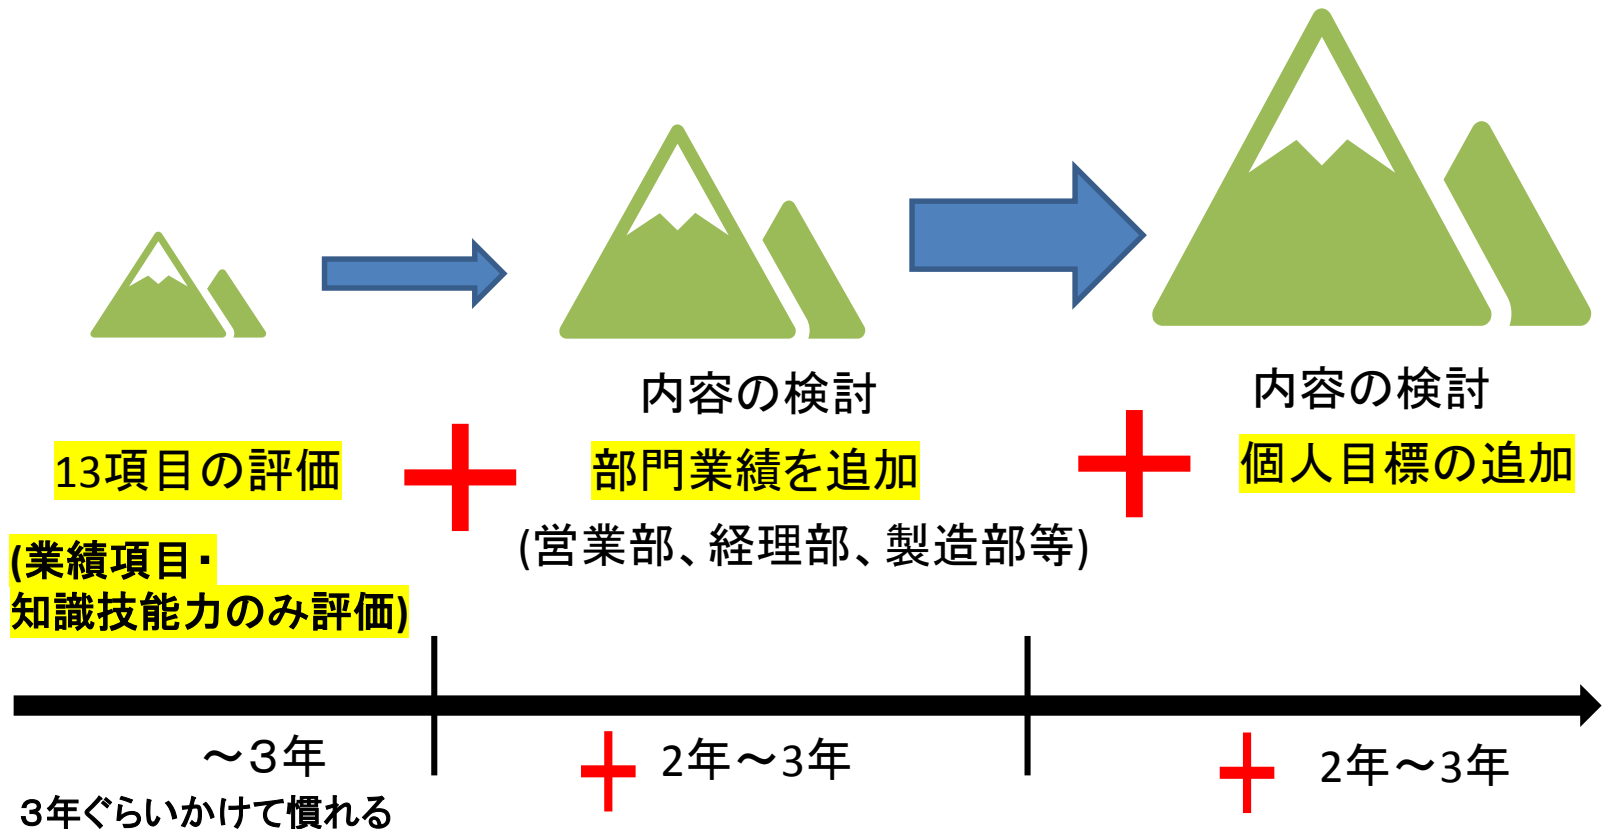 内容の検討
内容の検討
13項目の評価
部門業績を追加
個人目標の追加
(営業部、経理部、製造部等)
(業績項目・
知識技能力のみ評価)
～３年
2年～3年
2年～3年
３年ぐらいかけて慣れる